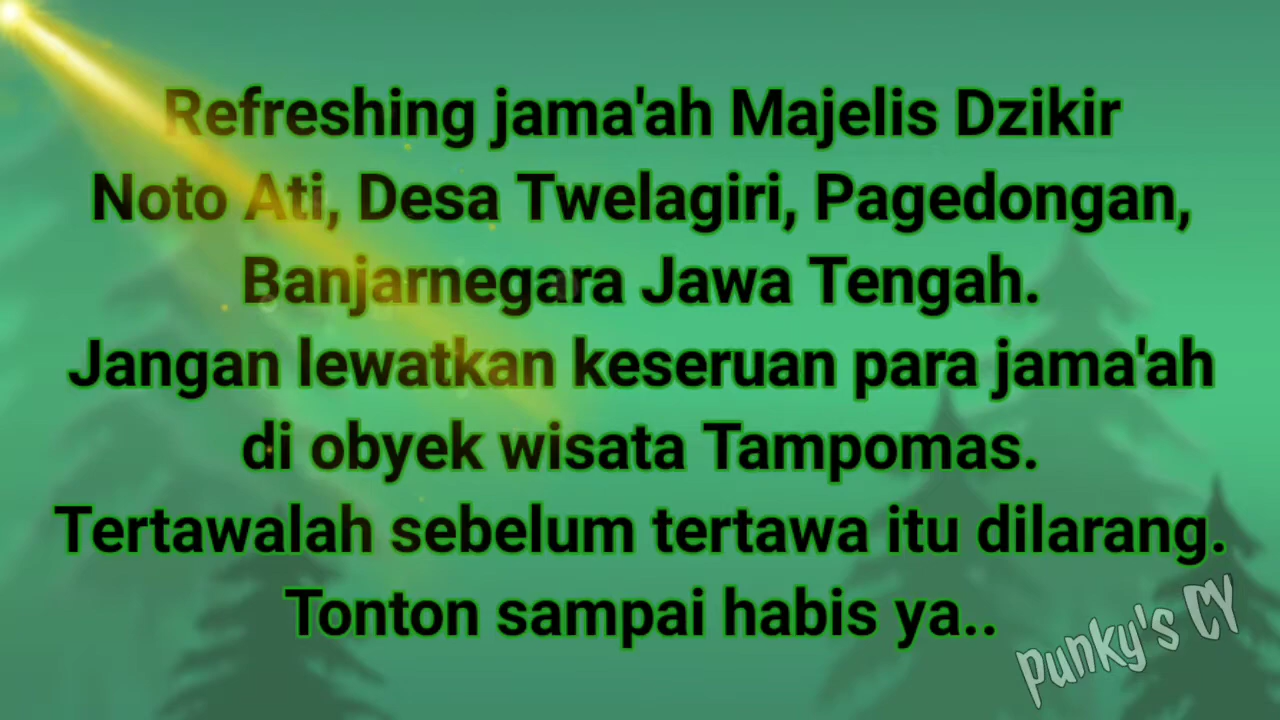 Refreshing jama'ah Majelis Dzikir
Noto Ati, Desa Twelagiri, Pagedongan,
Banjarnegara Jawa Tengah.
Jangan lewatkan keseruan para jama'ah
di obyek wisata Tampomas.
Tertawalah sebelum tertawa itu dilarang.
Tonton sampai habis ya..
Punky's CY